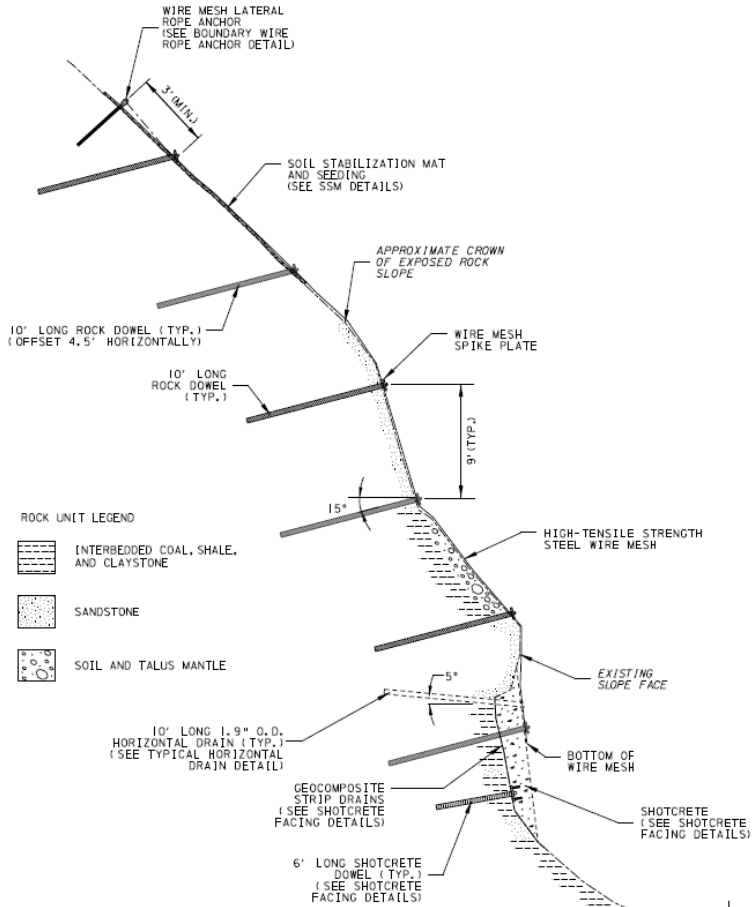 WIRE MESH LATERAL
ROPE ANCHOR
(SEE BOUNDARY WIRE
ROPE ANCHOR DETAIL)
3' (MIN.)
SOIL STABILIZATION MAT
AND SEEDING
(SEE SSM DETAILS)
APPROXIMATE CROWN
OF EXPOSED ROCK
SLOPE
10' LONG ROCK DOWEL (TYP.)
(OFFSET 4.5' HORIZONTALLY)
WIRE MESH
SPIKE PLATE
10' LONG
ROCK DOWEL
(TYP.)
9' (TYP.)
15°
ROCK UNIT LEGEND
INTERBEDDED COAL, SHALE,
AND CLAYSTONE
SANDSTONE
SOIL AND TALUS MANTLE
HIGH-TENSILE STRENGTH
STEEL WIRE MESH
EXISTING
SLOPE FACE
5°
10' LONG 1.9" O.D.
HORIZONTAL DRAIN (TYP.)
(SEE TYPICAL HORIZONTAL
DRAIN DETAIL)
BOTTOM OF
WIRE MESH
GEOCOMPOSITE
STRIP DRAINS
(SEE SHOTCRETE
FACING DETAILS)
SHOTCRETE
(SEE SHOTCRETE
FACING DETAILS)
6' LONG SHOTCRETE
DOWEL (TYP.)
(SEE SHOTCRETE
FACING DETAILS)